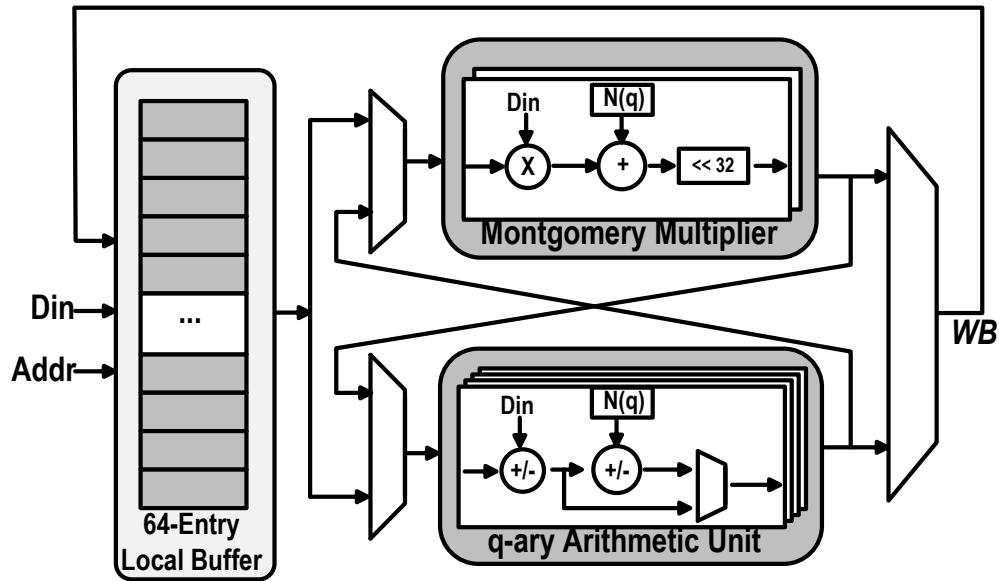 Din
Addr
...
64-Entry
Local Buffer
Din
N(q)
X
+
<< 32
Montgomery Multiplier
Din
N(q)
+/-
+/-
q-ary Arithmetic Unit
WB